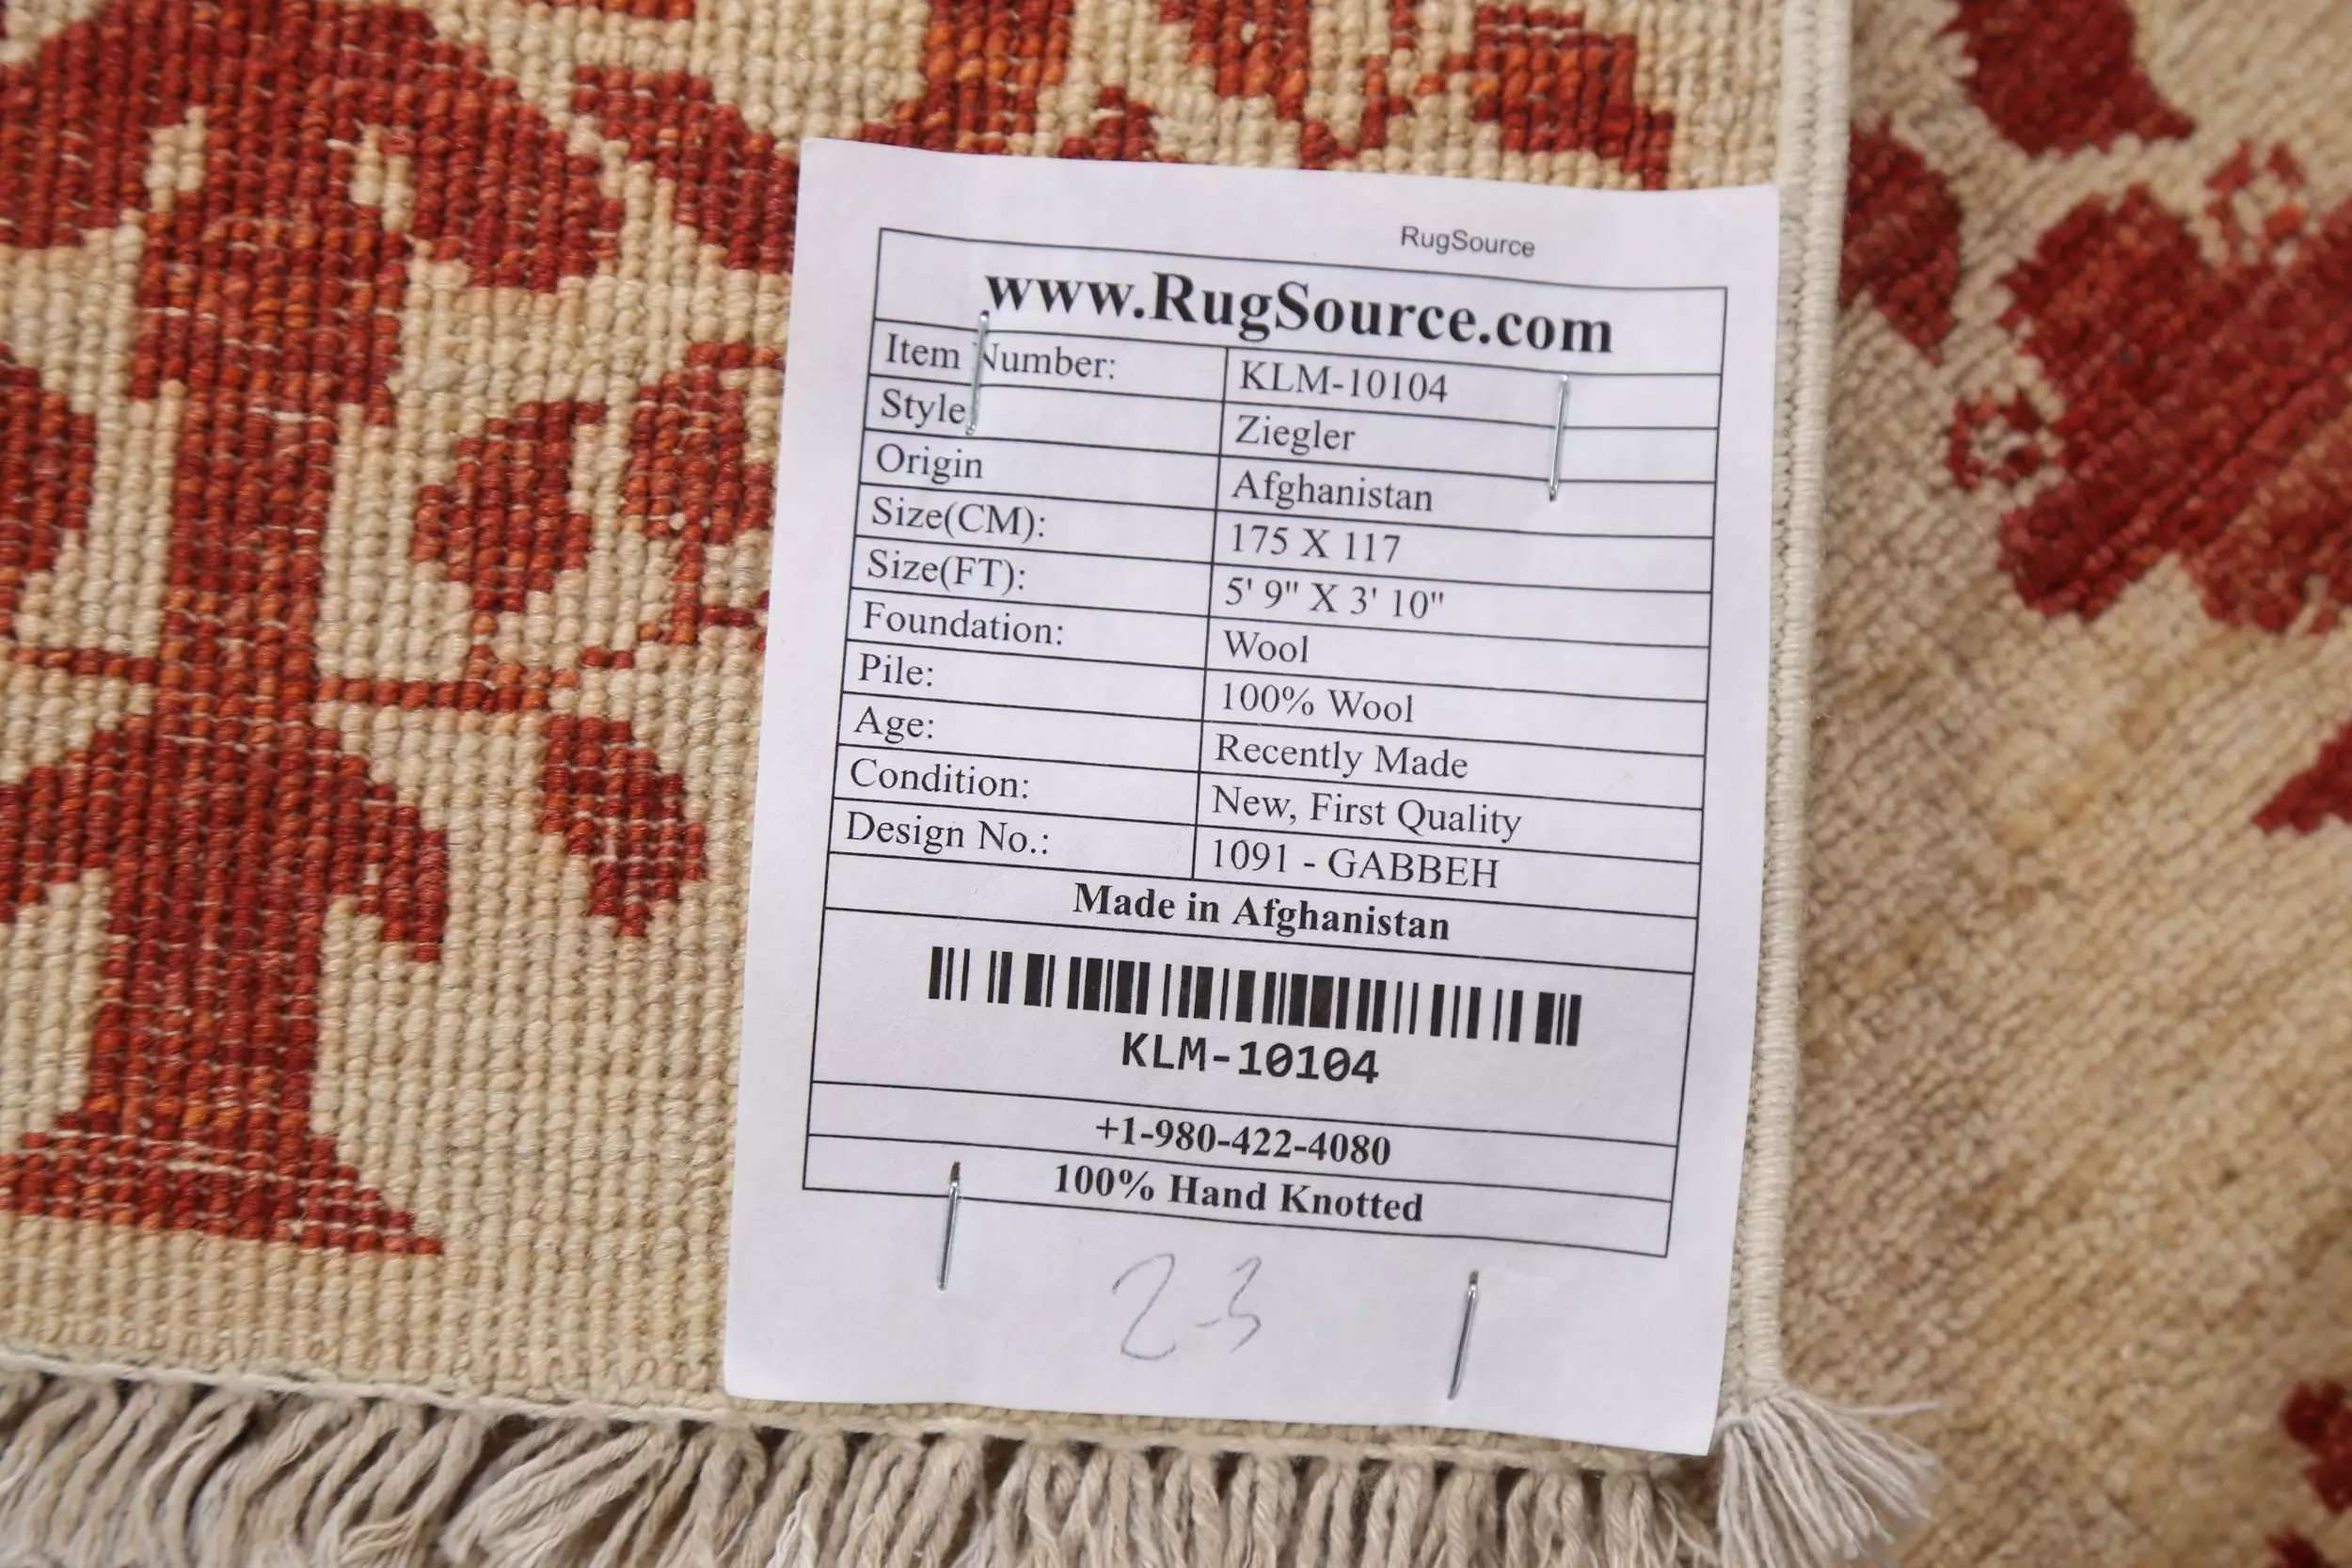 RugSource
www.RugSource.com
Item Number: KLM-10104
Style Ziegler
Origin Afghanistan
Size(CM): 175 X 117
Size(FT): 5' 9" X 3' 10"
Foundation: Wool
Pile: 100% Wool
Age: Recently Made
Condition: New, First Quality
Design No.: 1091 - GABBEH
Made in Afghanistan
KLM-10104
+1-980-422-4080
100% Hand Knotted
2-3